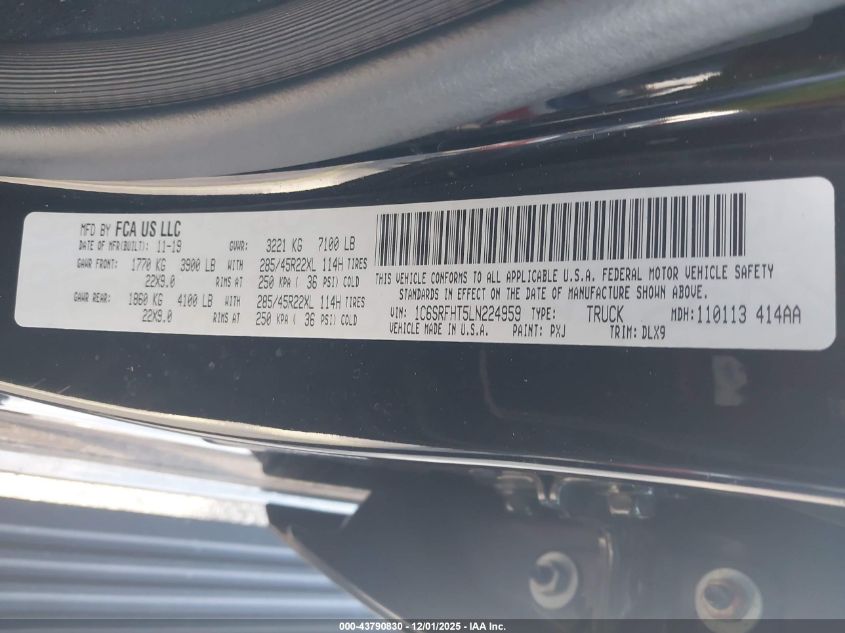 MFD BY FCA US LLC
DATE OF MFR(BUILT): 11-19 GVWR: 3221 KG 7100 LB
GAWR FRONT: 1770 KG 3900 LB WITH 285/45R22XL 114H TIRES
22X9.0 RIMS AT 250 KPA ( 36 PSI) COLD
GAWR REAR: 1860 KG 4100 LB WITH 285/45R22XL 114H TIRES
22X9.0 RIMS AT 250 KPA ( 36 PSI) COLD
THIS VEHICLE CONFORMS TO ALL APPLICABLE U.S.A. FEDERAL MOTOR VEHICLE SAFETY
STANDARDS IN EFFECT ON THE DATE OF MANUFACTURE SHOWN ABOVE.
VIN: 1C6SRFHT5LN224959 TYPE: TRUCK MDH: 110113 414AA
VEHICLE MADE IN U.S.A. PAINT: PXJ TRIM: DLX9
000-43790830 - 12/01/2025 - IAA Inc.